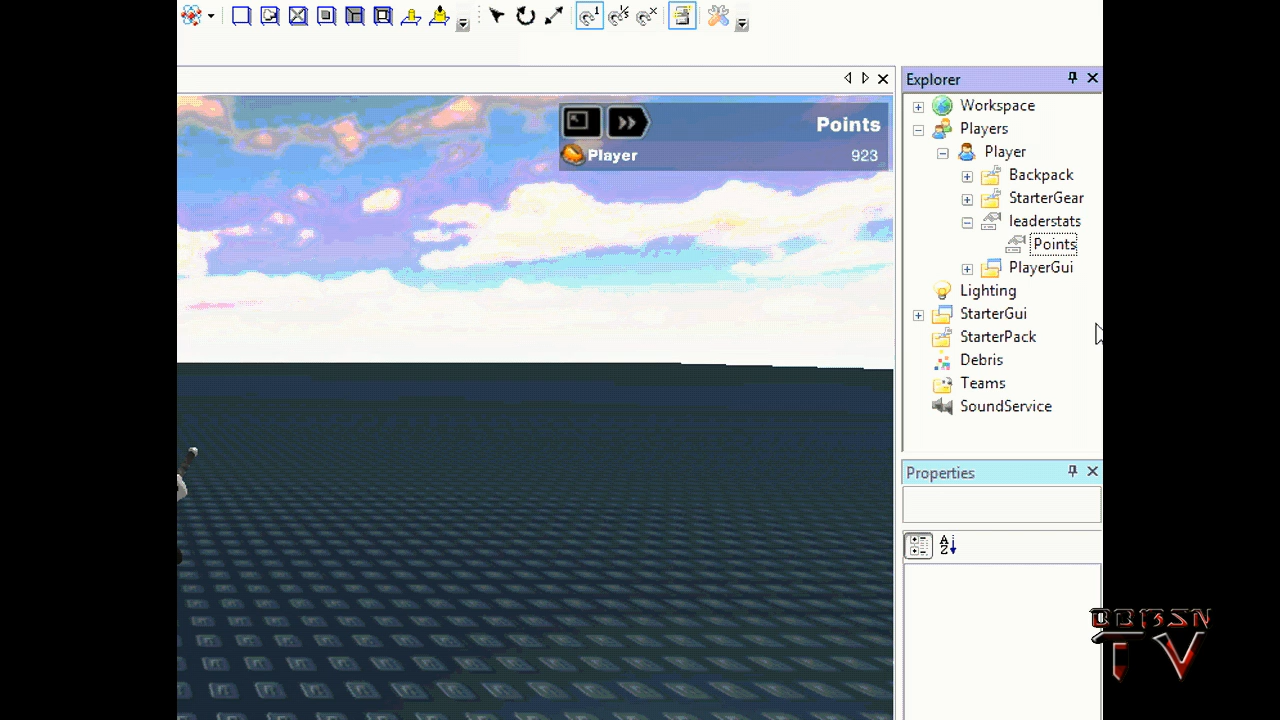 Explorer
Workspace
Players
Player
Backpack
StarterGear
leaderstats
Points
PlayerGui
Lighting
StarterGui
StarterPack
Debris
Teams
SoundService
Points
Player 923
Properties
TV